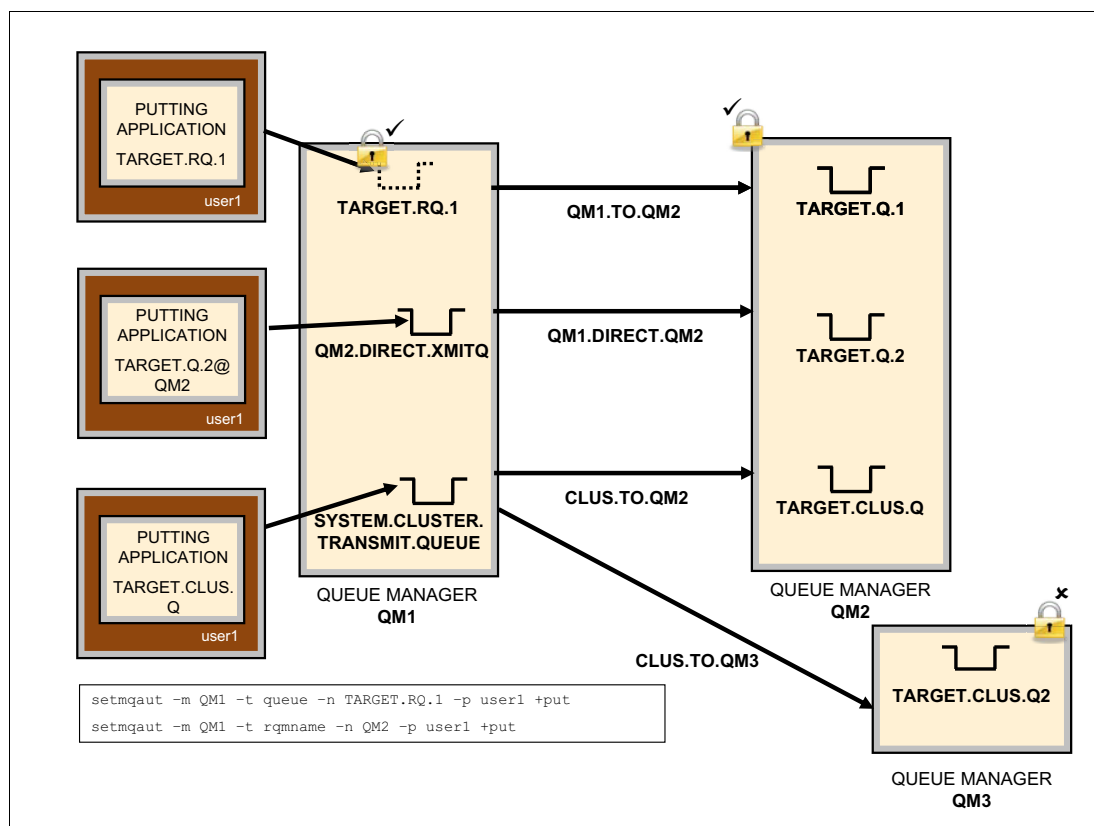 PUTTING
APPLICATION
TARGET.RQ.1
user1
TARGET.RQ.1
QM1.TO.QM2
TARGET.Q.1
PUTTING
APPLICATION
TARGET.Q.2@
QM2
user1
QM2.DIRECT.XMITQ
QM1.DIRECT.QM2
TARGET.Q.2
PUTTING
APPLICATION
TARGET.CLUS.
Q
user1
SYSTEM.CLUSTER.
TRANSMIT.QUEUE
CLUS.TO.QM2
TARGET.CLUS.Q
QUEUE MANAGER
QM1
QUEUE MANAGER
QM2
CLUS.TO.QM3
TARGET.CLUS.Q2
QUEUE MANAGER
QM3
setmqaut –m QM1 –t queue –n TARGET.RQ.1 –p user1 +put
setmqaut –m QM1 –t rqmname –n QM2 –p user1 +put